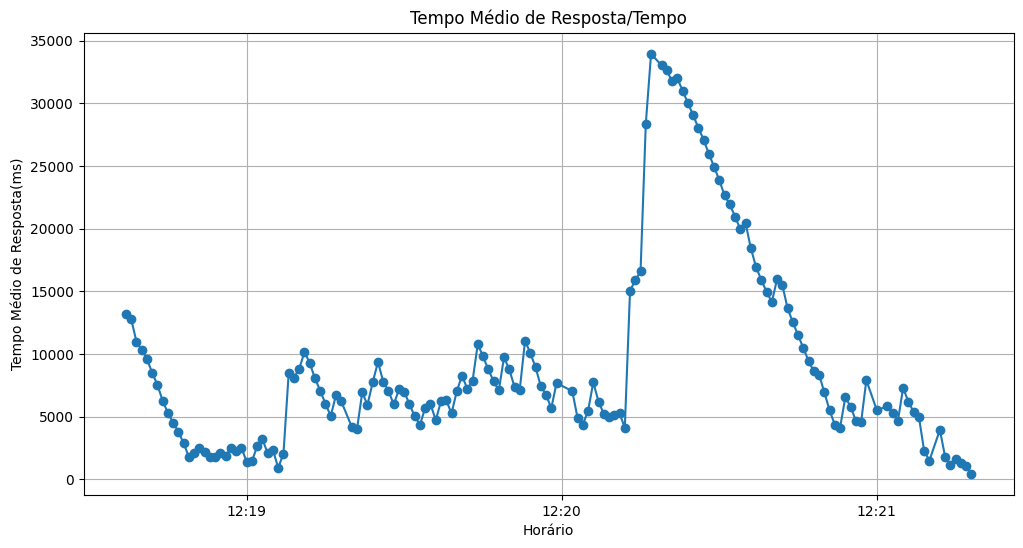 Tempo Médio de Resposta/Tempo
35000
30000
25000
20000
15000
10000
5000
0
Tempo Médio de Resposta(ms)
12:19 12:20 12:21
Horário